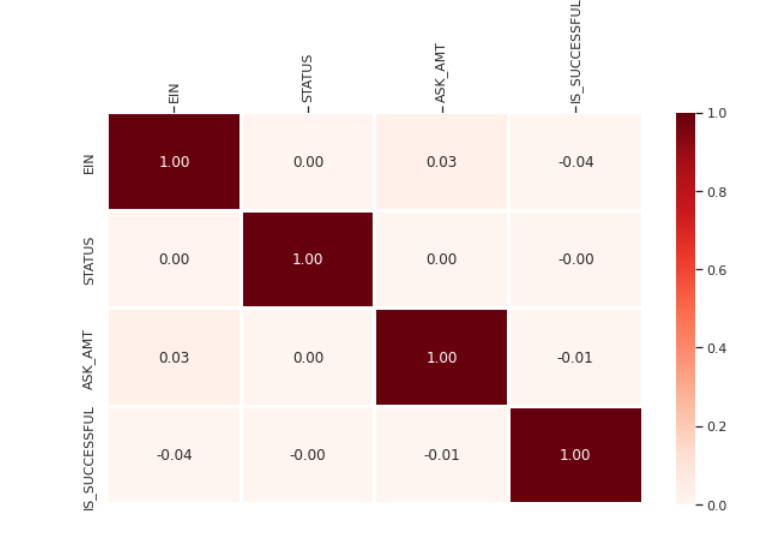 EIN
STATUS
ASK_AMT
IS_SUCCESSFUL
EIN 1.00 0.00 0.03 -0.04
STATUS 0.00 1.00 0.00 -0.00
ASK_AMT 0.03 0.00 1.00 -0.01
IS_SUCCESSFUL -0.04 -0.00 -0.01 1.00
1.0
0.8
0.6
0.4
0.2
0.0